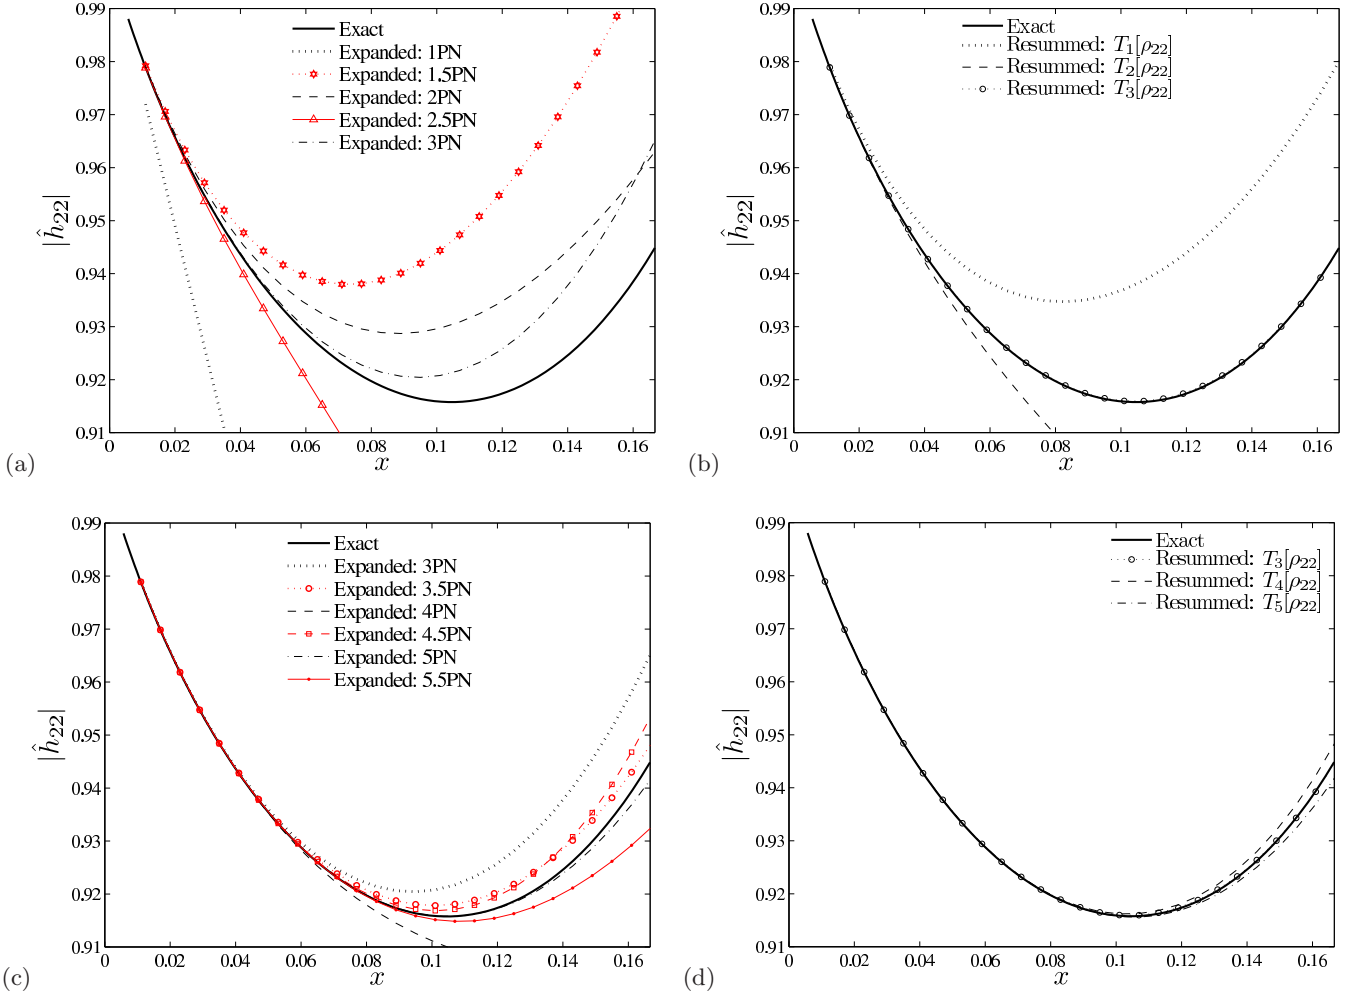 0.99
0.98
0.97
0.96
0.95
0.94
0.93
0.92
0.91
|ĥ22|
Exact
Expanded: 1PN
Expanded: 1.5PN
Expanded: 2PN
Expanded: 2.5PN
Expanded: 3PN
0 0.02 0.04 0.06 0.08 0.1 0.12 0.14 0.16
x
(a)
0.99
0.98
0.97
0.96
0.95
0.94
0.93
0.92
0.91
|ĥ22|
Exact
Resummed: T1[ρ22]
Resummed: T2[ρ22]
Resummed: T3[ρ22]
0 0.02 0.04 0.06 0.08 0.1 0.12 0.14 0.16
x
(b)
0.99
0.98
0.97
0.96
0.95
0.94
0.93
0.92
0.91
|ĥ22|
Exact
Expanded: 3PN
Expanded: 3.5PN
Expanded: 4PN
Expanded: 4.5PN
Expanded: 5PN
Expanded: 5.5PN
0 0.02 0.04 0.06 0.08 0.1 0.12 0.14 0.16
x
(c)
0.99
0.98
0.97
0.96
0.95
0.94
0.93
0.92
0.91
|ĥ22|
Exact
Resummed: T3[ρ22]
Resummed: T4[ρ22]
Resummed: T5[ρ22]
0 0.02 0.04 0.06 0.08 0.1 0.12 0.14 0.16
x
(d)